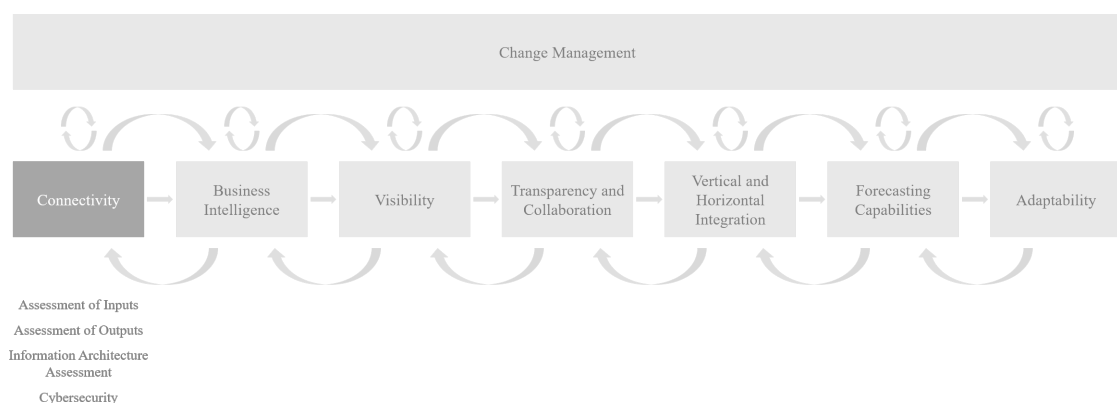 Change Management
Connectivity
Business
Intelligence
Visibility
Transparency and
Collaboration
Vertical and
Horizontal
Integration
Forecasting
Capabilities
Adaptability
Assessment of Inputs
Assessment of Outputs
Information Architecture
Assessment
Cybersecurity